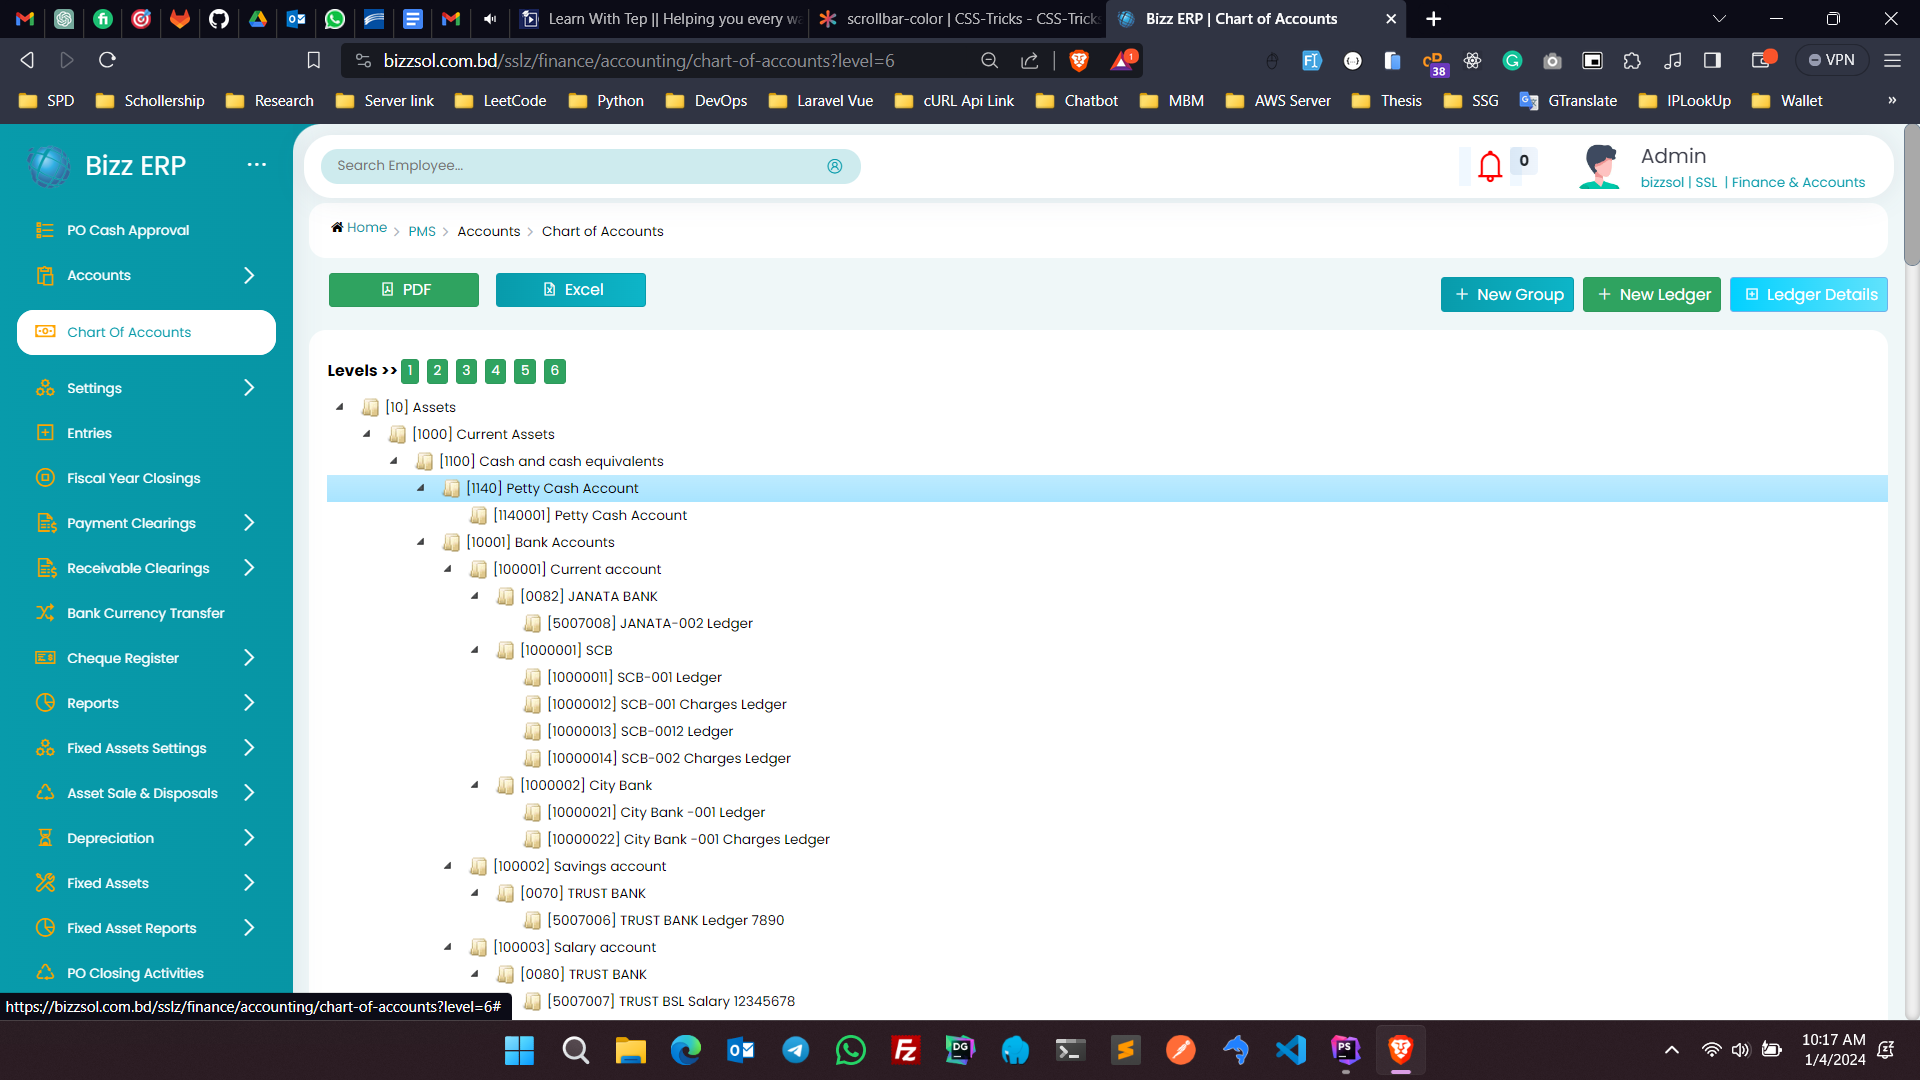 Learn With Tep || Helping you every wa
scrollbar-color | CSS-Tricks - CSS-Tricks
Bizz ERP | Chart of Accounts
bizzsol.com.bd/sslz/finance/accounting/chart-of-accounts?level=6
1
38
VPN
SPD
Schollership
Research
Server link
LeetCode
Python
DevOps
Laravel Vue
cURL Api Link
Chatbot
MBM
AWS Server
Thesis
SSG
GTranslate
IPLookUp
Wallet
»
Bizz ERP
PO Cash Approval
Accounts
Chart Of Accounts
Settings
Entries
Fiscal Year Closings
Payment Clearings
Receivable Clearings
Bank Currency Transfer
Cheque Register
Reports
Fixed Assets Settings
Asset Sale & Disposals
Depreciation
Fixed Assets
Fixed Asset Reports
PO Closing Activities
https://bizzsol.com.bd/sslz/finance/accounting/chart-of-accounts?level=6#
Search Employee...
0
Admin
bizzsol | SSL | Finance & Accounts
Home > PMS > Accounts > Chart of Accounts
PDF
Excel
+ New Group
+ New Ledger
Ledger Details
Levels >> 1 2 3 4 5 6
[10] Assets
[1000] Current Assets
[1100] Cash and cash equivalents
[1140] Petty Cash Account
[1140001] Petty Cash Account
[10001] Bank Accounts
[100001] Current account
[0082] JANATA BANK
[5007008] JANATA-002 Ledger
[1000001] SCB
[10000011] SCB-001 Ledger
[10000012] SCB-001 Charges Ledger
[10000013] SCB-0012 Ledger
[10000014] SCB-002 Charges Ledger
[1000002] City Bank
[10000021] City Bank -001 Ledger
[10000022] City Bank -001 Charges Ledger
[100002] Savings account
[0070] TRUST BANK
[5007006] TRUST BANK Ledger 7890
[100003] Salary account
[0080] TRUST BANK
[5007007] TRUST BSL Salary 12345678
10:17 AM
1/4/2024